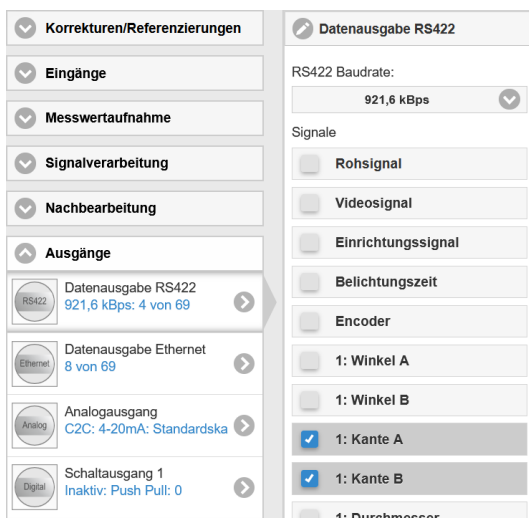 Korrekturen/Referenzierungen
Eingänge
Messwertaufnahme
Signalverarbeitung
Nachbearbeitung
Ausgänge
RS422
Datenausgabe RS422
921,6 kBps: 4 von 69
Ethernet
Datenausgabe Ethernet
8 von 69
Analog
Analogausgang
C2C: 4-20mA: Standardska
Digital
Schaltausgang 1
Inaktiv: Push Pull: 0
Datenausgabe RS422
RS422 Baudrate:
921,6 kBps
Signale
Rohsignal
Videosignal
Einrichtungssignal
Belichtungszeit
Encoder
1: Winkel A
1: Winkel B
1: Kante A
1: Kante B
1: Durchmesser